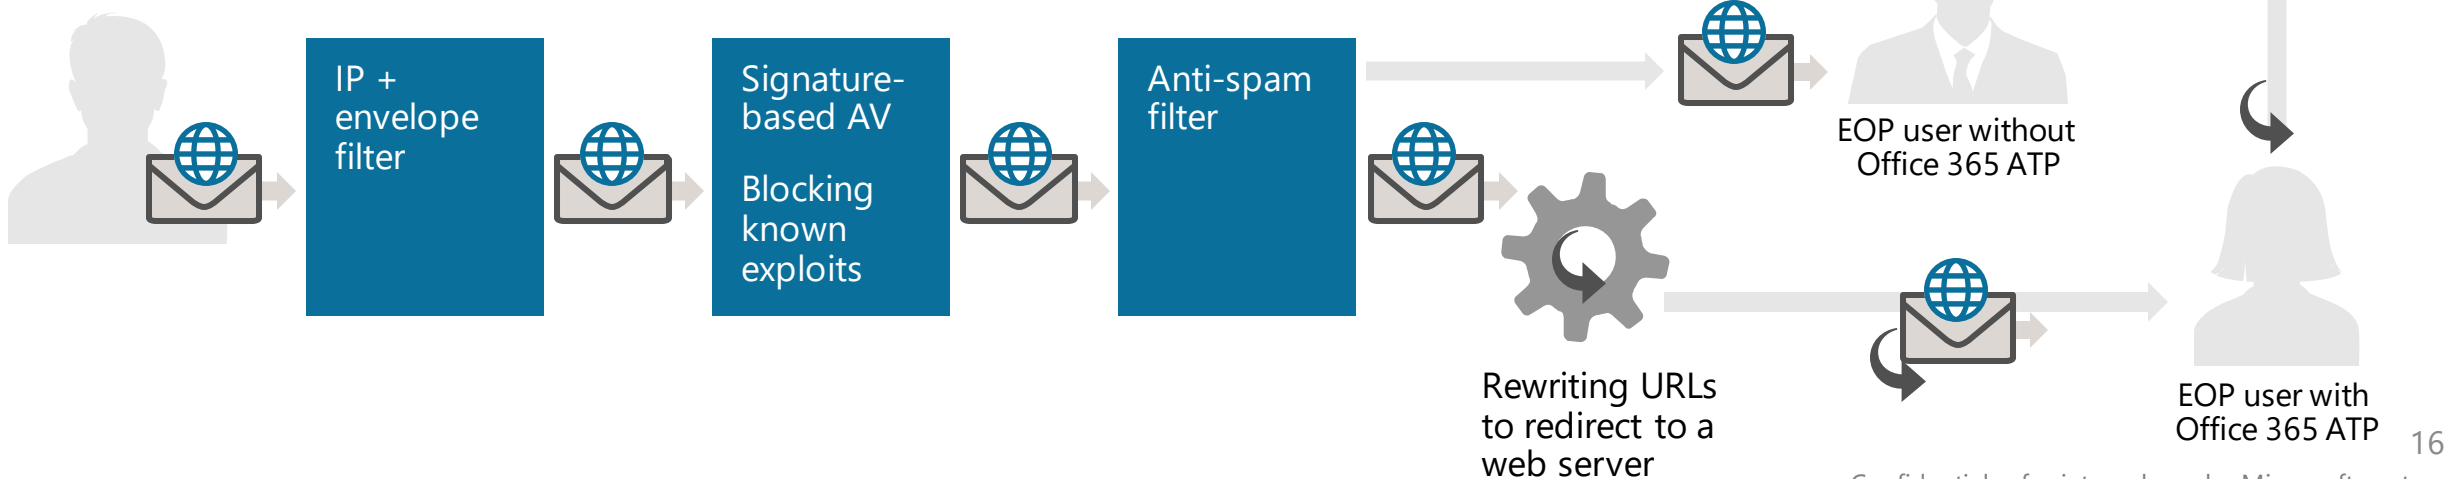 IP +
envelope
filter
Signature-
based AV
Blocking
known
exploits
Anti-spam
filter
EOP user without
Office 365 ATP
Rewriting URLs
to redirect to a
web server
EOP user with
Office 365 ATP
16